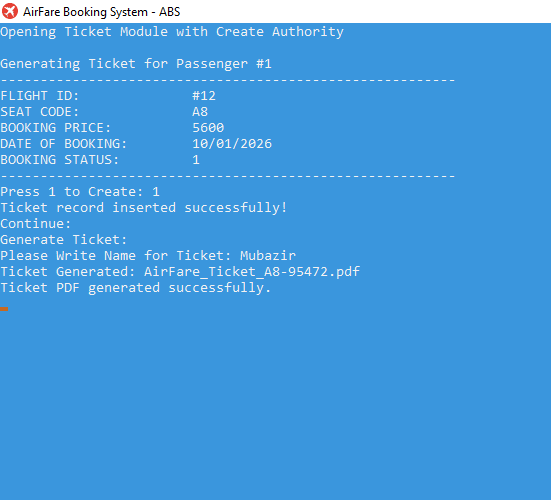 AirFare Booking System - ABS
Opening Ticket Module with Create Authority
Generating Ticket for Passenger #1
---------------------------------------------------------
FLIGHT ID: #12
SEAT CODE: A8
BOOKING PRICE: 5600
DATE OF BOOKING: 10/01/2026
BOOKING STATUS: 1
---------------------------------------------------------
Press 1 to Create: 1
Ticket record inserted successfully!
Continue:
Generate Ticket:
Please Write Name for Ticket: Mubazir
Ticket Generated: AirFare_Ticket_A8-95472.pdf
Ticket PDF generated successfully.